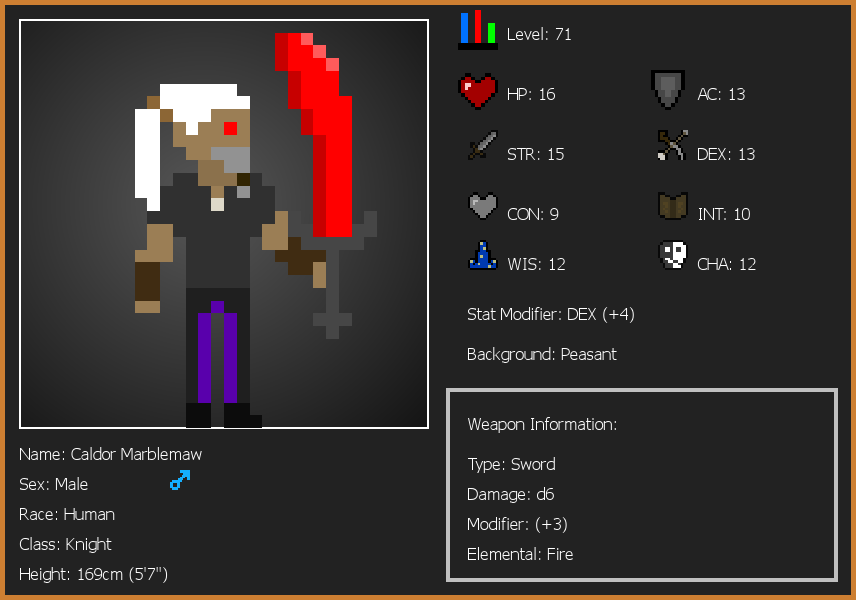 Level: 71
HP: 16
AC: 13
STR: 15
DEX: 13
CON: 9
INT: 10
WIS: 12
CHA: 12
Stat Modifier: DEX (+4)
Background: Peasant
Weapon Information:
Type: Sword
Damage: d6
Modifier: (+3)
Elemental: Fire
Name: Caldor Marblemaw
Sex: Male
Race: Human
Class: Knight
Height: 169cm (5'7")